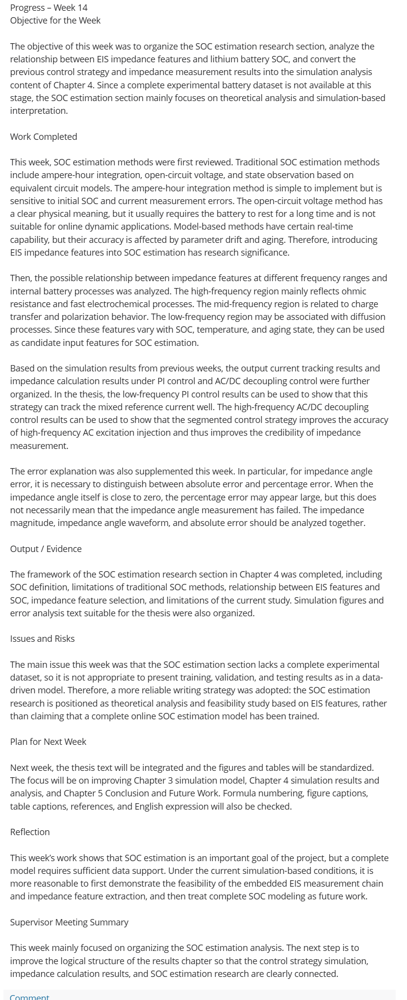 Progress – Week 14
Objective for the Week
The objective of this week was to organize the SOC estimation research section, analyze the
relationship between EIS impedance features and lithium battery SOC, and convert the
previous control strategy and impedance measurement results into the simulation analysis
content of Chapter 4. Since a complete experimental battery dataset is not available at this
stage, the SOC estimation section mainly focuses on theoretical analysis and simulation-based
interpretation.
Work Completed
This week, SOC estimation methods were first reviewed. Traditional SOC estimation methods
include ampere-hour integration, open-circuit voltage, and state observation based on
equivalent circuit models. The ampere-hour integration method is simple to implement but is
sensitive to initial SOC and current measurement errors. The open-circuit voltage method has
a clear physical meaning, but it usually requires the battery to rest for a long time and is not
suitable for online dynamic applications. Model-based methods have certain real-time
capability, but their accuracy is affected by parameter drift and aging. Therefore, introducing
EIS impedance features into SOC estimation has research significance.
Then, the possible relationship between impedance features at different frequency ranges and
internal battery processes was analyzed. The high-frequency region mainly reflects ohmic
resistance and fast electrochemical processes. The mid-frequency region is related to charge
transfer and polarization behavior. The low-frequency region may be associated with diffusion
processes. Since these features vary with SOC, temperature, and aging state, they can be used
as candidate input features for SOC estimation.
Based on the simulation results from previous weeks, the output current tracking results and
impedance calculation results under PI control and AC/DC decoupling control were further
organized. In the thesis, the low-frequency PI control results can be used to show that this
strategy can track the mixed reference current well. The high-frequency AC/DC decoupling
control results can be used to show that the segmented control strategy improves the accuracy
of high-frequency AC excitation injection and thus improves the credibility of impedance
measurement.
The error explanation was also supplemented this week. In particular, for impedance angle
error, it is necessary to distinguish between absolute error and percentage error. When the
impedance angle itself is close to zero, the percentage error may appear large, but this does
not necessarily mean that the impedance angle measurement has failed. The impedance
magnitude, impedance angle waveform, and absolute error should be analyzed together.
Output / Evidence
The framework of the SOC estimation research section in Chapter 4 was completed, including
SOC definition, limitations of traditional SOC methods, relationship between EIS features and
SOC, impedance feature selection, and limitations of the current study. Simulation figures and
error analysis text suitable for the thesis were also organized.
Issues and Risks
The main issue this week was that the SOC estimation section lacks a complete experimental
dataset, so it is not appropriate to present training, validation, and testing results as in a data-
driven model. Therefore, a more reliable writing strategy was adopted: the SOC estimation
research is positioned as theoretical analysis and feasibility study based on EIS features, rather
than claiming that a complete online SOC estimation model has been trained.
Plan for Next Week
Next week, the thesis text will be integrated and the figures and tables will be standardized.
The focus will be on improving Chapter 3 simulation model, Chapter 4 simulation results and
analysis, and Chapter 5 Conclusion and Future Work. Formula numbering, figure captions,
table captions, references, and English expression will also be checked.
Reflection
This week’s work shows that SOC estimation is an important goal of the project, but a complete
model requires sufficient data support. Under the current simulation-based conditions, it is
more reasonable to first demonstrate the feasibility of the embedded EIS measurement chain
and impedance feature extraction, and then treat complete SOC modeling as future work.
Supervisor Meeting Summary
This week mainly focused on organizing the SOC estimation analysis. The next step is to
improve the logical structure of the results chapter so that the control strategy simulation,
impedance calculation results, and SOC estimation research are clearly connected.
Comment